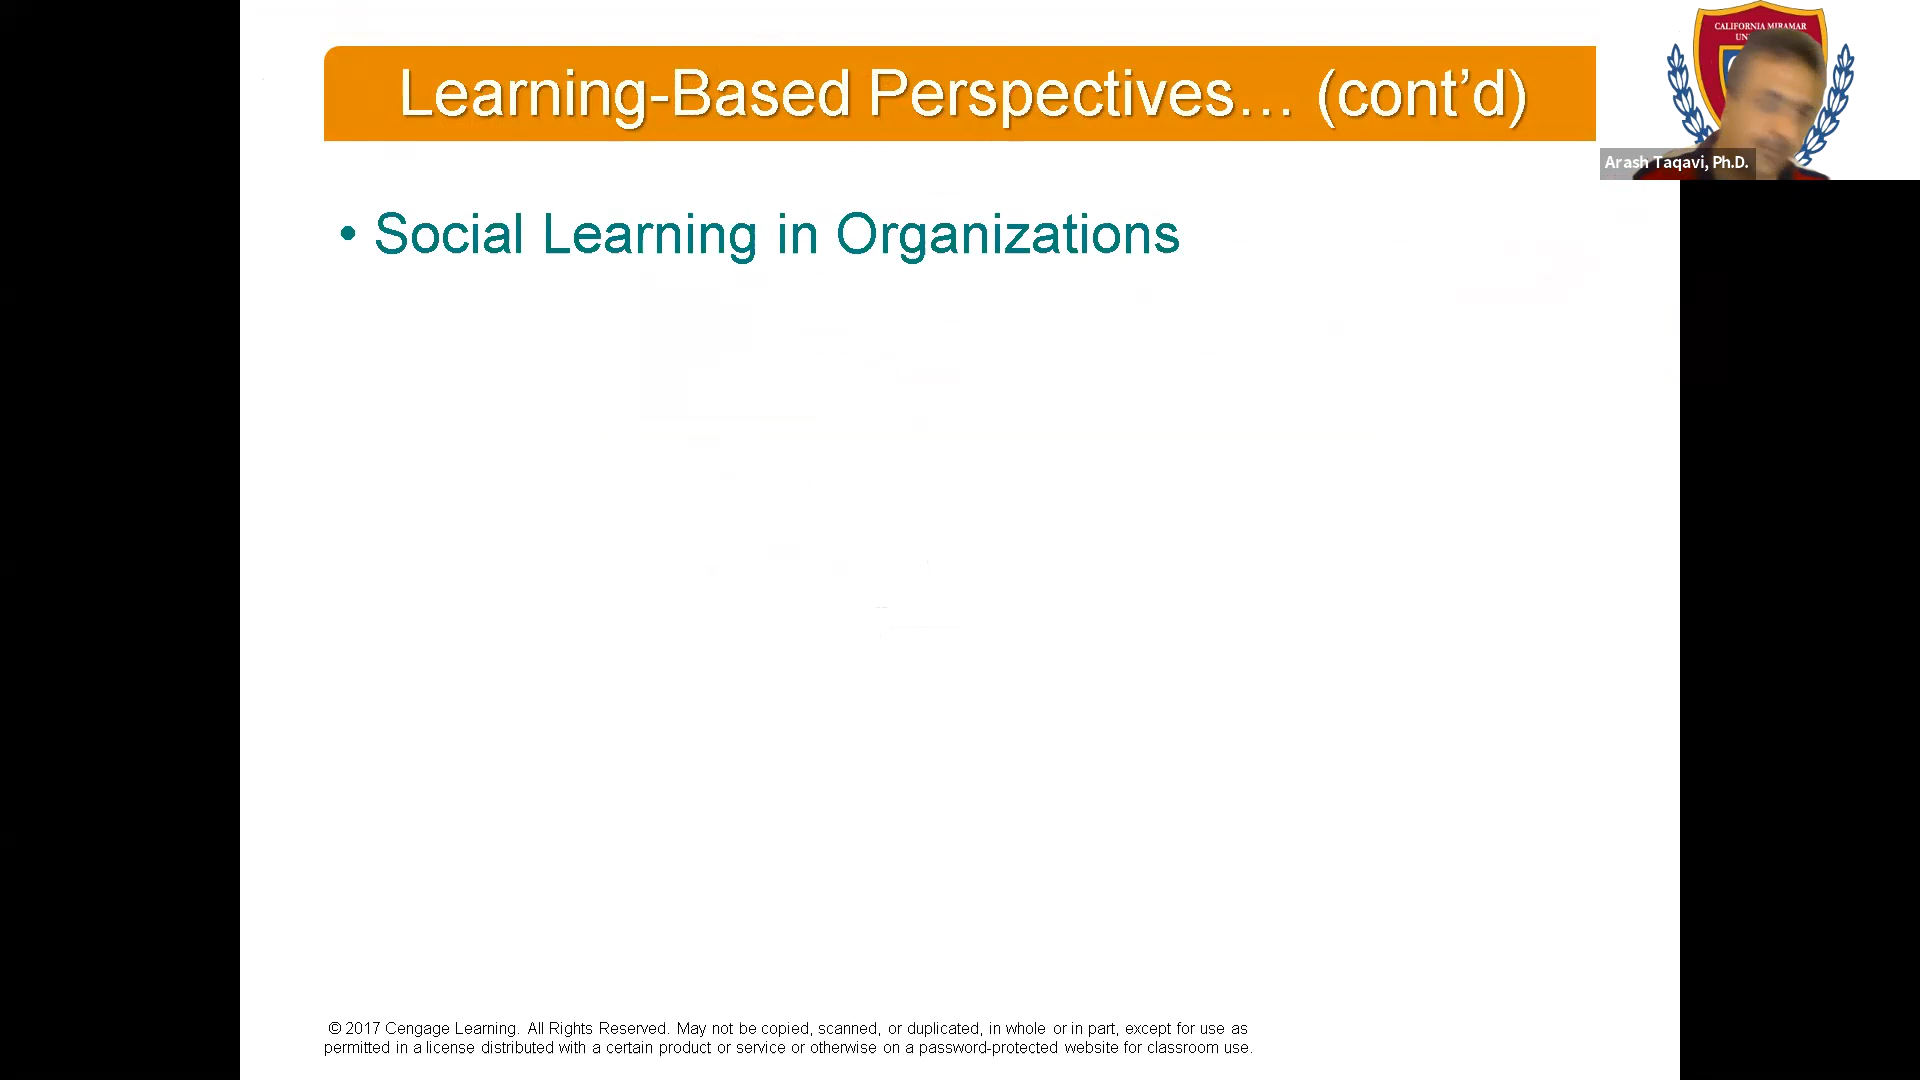 Learning-Based Perspectives… (cont’d)
CALIFORNIA MIRAMAR
Arash Taqavi, Ph.D.
• Social Learning in Organizations
© 2017 Cengage Learning. All Rights Reserved. May not be copied, scanned, or duplicated, in whole or in part, except for use as
permitted in a license distributed with a certain product or service or otherwise on a password-protected website for classroom use.